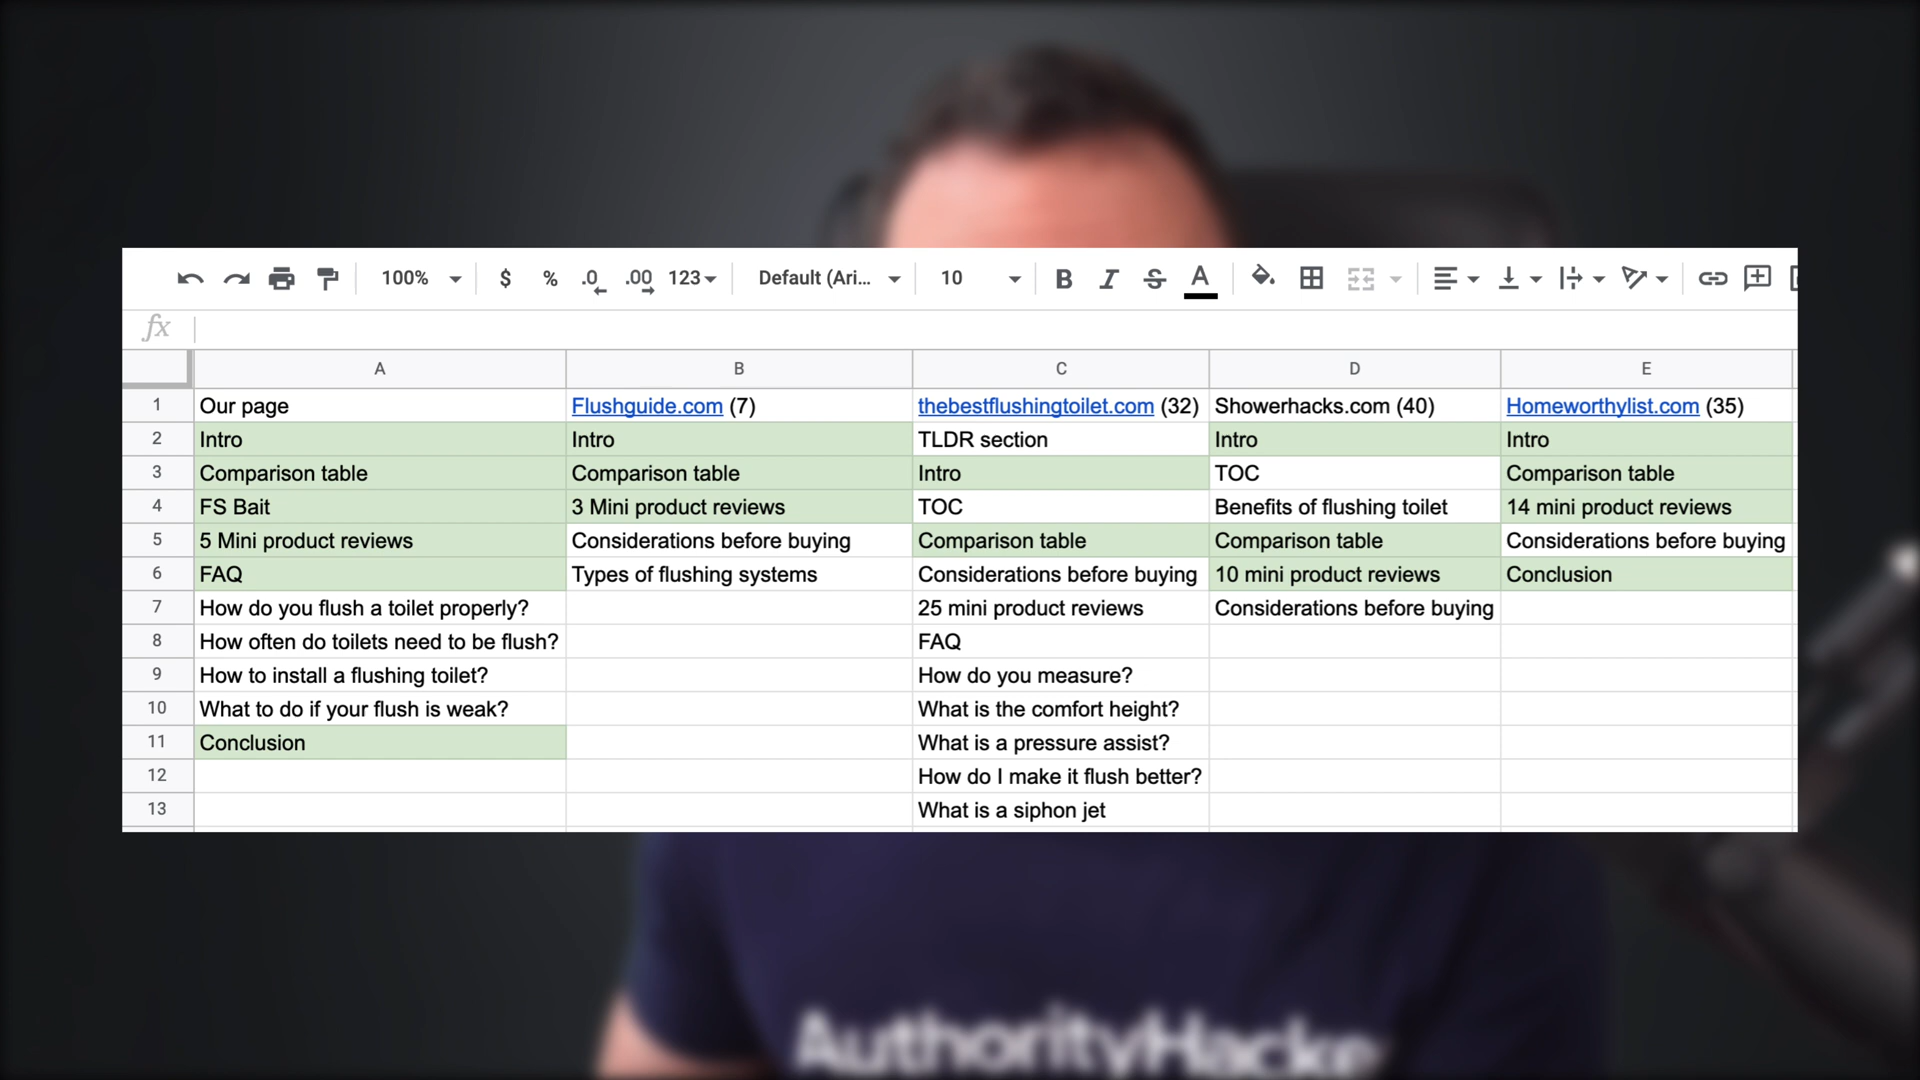 100% $ % .0 .00 123 Default (Ari... 10 B I S A
fx
A B C D E
1 Our page Flushguide.com (7) thebestflushingtoilet.com (32) Showerhacks.com (40) Homeworthylist.com (35)
2 Intro Intro TLDR section Intro Intro
3 Comparison table Comparison table Intro TOC Comparison table
4 FS Bait 3 Mini product reviews TOC Benefits of flushing toilet 14 mini product reviews
5 5 Mini product reviews Considerations before buying Comparison table Comparison table Considerations before buying
6 FAQ Types of flushing systems Considerations before buying 10 mini product reviews Conclusion
7 How do you flush a toilet properly? 25 mini product reviews Considerations before buying
8 How often do toilets need to be flush? FAQ
9 How to install a flushing toilet? How do you measure?
10 What to do if your flush is weak? What is the comfort height?
11 Conclusion What is a pressure assist?
12 How do I make it flush better?
13 What is a siphon jet
AuthorityHacke